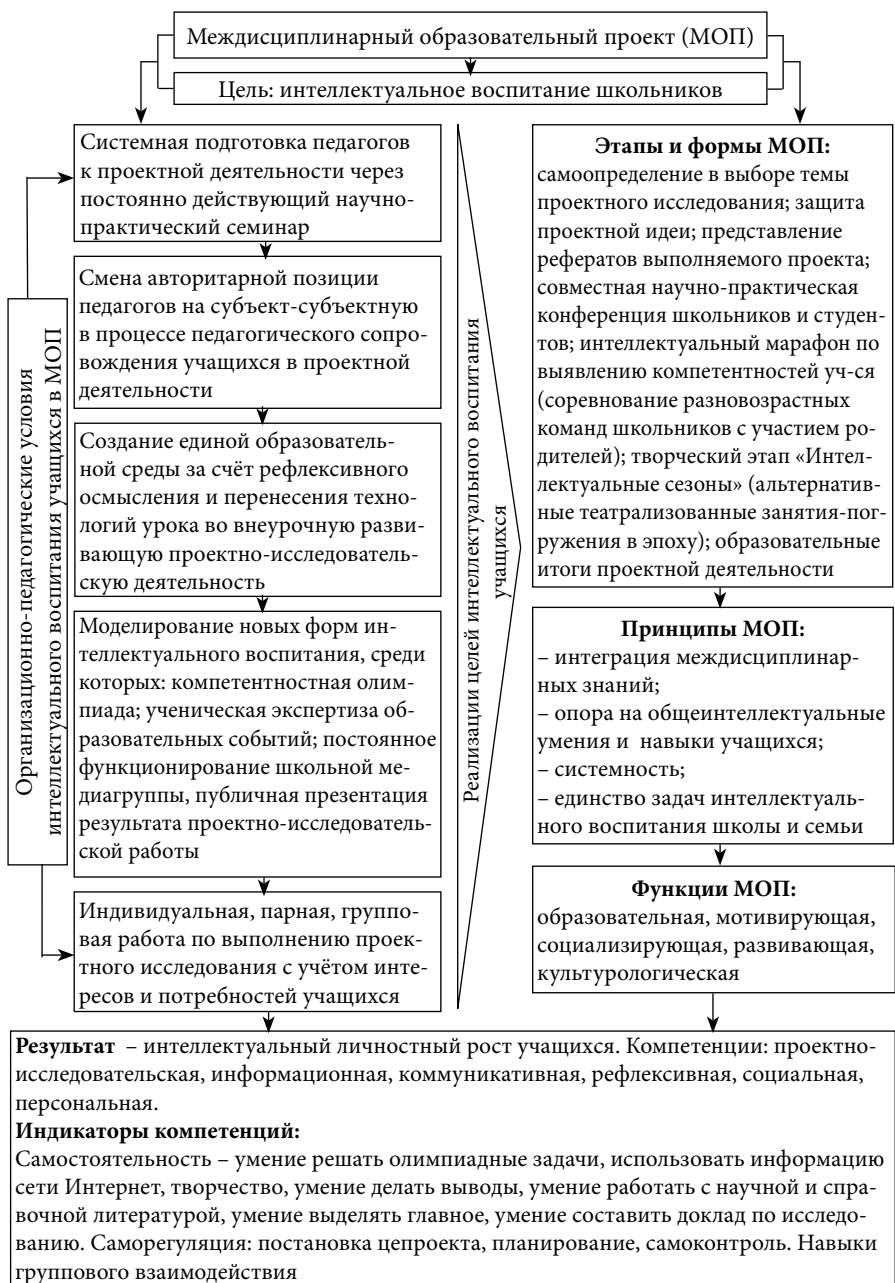 Междисциплинарный образовательный проект (МОП)
Цель: интеллектуальное воспитание школьников
Организационно-педагогические условия
интеллектуального воспитания учащихся в МОП
Системная подготовка педагогов
к проектной деятельности через
постоянно действующий научно-
практический семинар
Смена авторитарной позиции
педагогов на субъект-субъектную
в процессе педагогического сопро-
вождения учащихся в проектной
деятельности
Создание единой образователь-
ной среды за счёт рефлексивного
осмысления и перенесения техно-
логий урока во внеурочную разви-
вающую проектно-исследователь-
скую деятельность
Моделирование новых форм ин-
теллектуального воспитания, среди
которых: компетентностная олим-
пиада; ученическая экспертиза об-
разовательных событий; постоянное
функционирование школьной ме-
диагруппы, публичная презентация
результата проектно-исследователь-
ской работы
Индивидуальная, парная, группо-
вая работа по выполнению проек-
тного исследования с учётом инте-
ресов и потребностей учащихся
Реализации целей интеллектуального воспитания
учащихся
Этапы и формы МОП:
самоопределение в выборе темы
проектного исследования; защита
проектной идеи; представление
рефератов выполняемого проекта;
совместная научно-практическая
конференция школьников и студен-
тов; интеллектуальный марафон по
выявлению компетентностей уч-ся
(соревнование разновозрастных
команд школьников с участием ро-
дителей); творческий этап «Интел-
лектуальные сезоны» (альтернатив-
ные театрализованные занятия-пог-
ружения в эпоху); образовательные
итоги проектной деятельности
Принципы МОП:
– интеграция междисциплинар-
ных знаний;
– опора на общеинтеллектуальные
умения и навыки учащихся;
– системность;
– единство задач интеллектуаль-
ного воспитания школы и семьи
Функции МОП:
образовательная, мотивирующая,
социализирующая, развивающая,
культурологическая
Результат – интеллектуальный личностный рост учащихся. Компетенции: проектно-
исследовательская, информационная, коммуникативная, рефлексивная, социальная,
персональная.
Индикаторы компетенций:
Самостоятельность – умение решать олимпиадные задачи, использовать информацию
сети Интернет, творчество, умение делать выводы, умение работать с научной и спра-
вочной литературой, умение выделять главное, умение составить доклад по исследо-
ванию. Саморегуляция: постановка цепроекта, планирование, самоконтроль. Навыки
группового взаимодействия